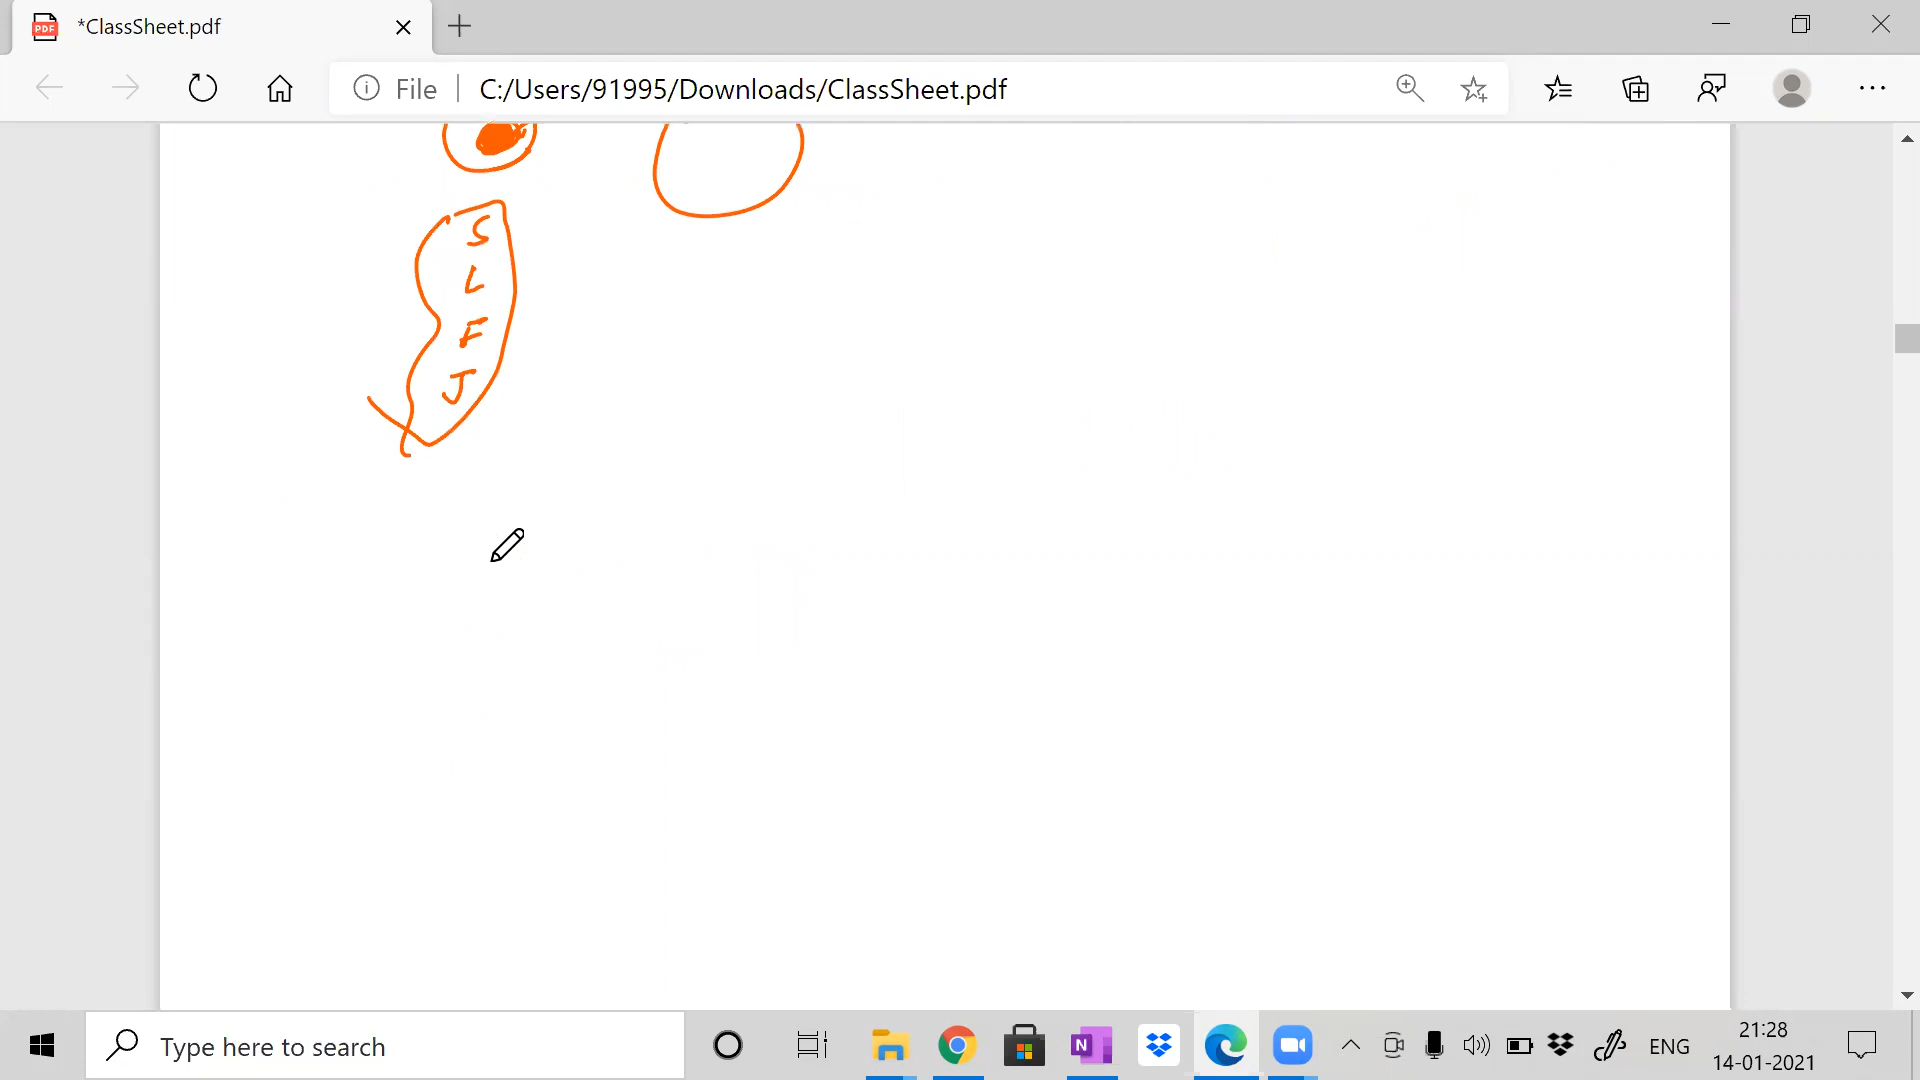 *ClassSheet.pdf
File
C:/Users/91995/Downloads/ClassSheet.pdf
S
L
F
J
Type here to search
ENG
21:28
14-01-2021